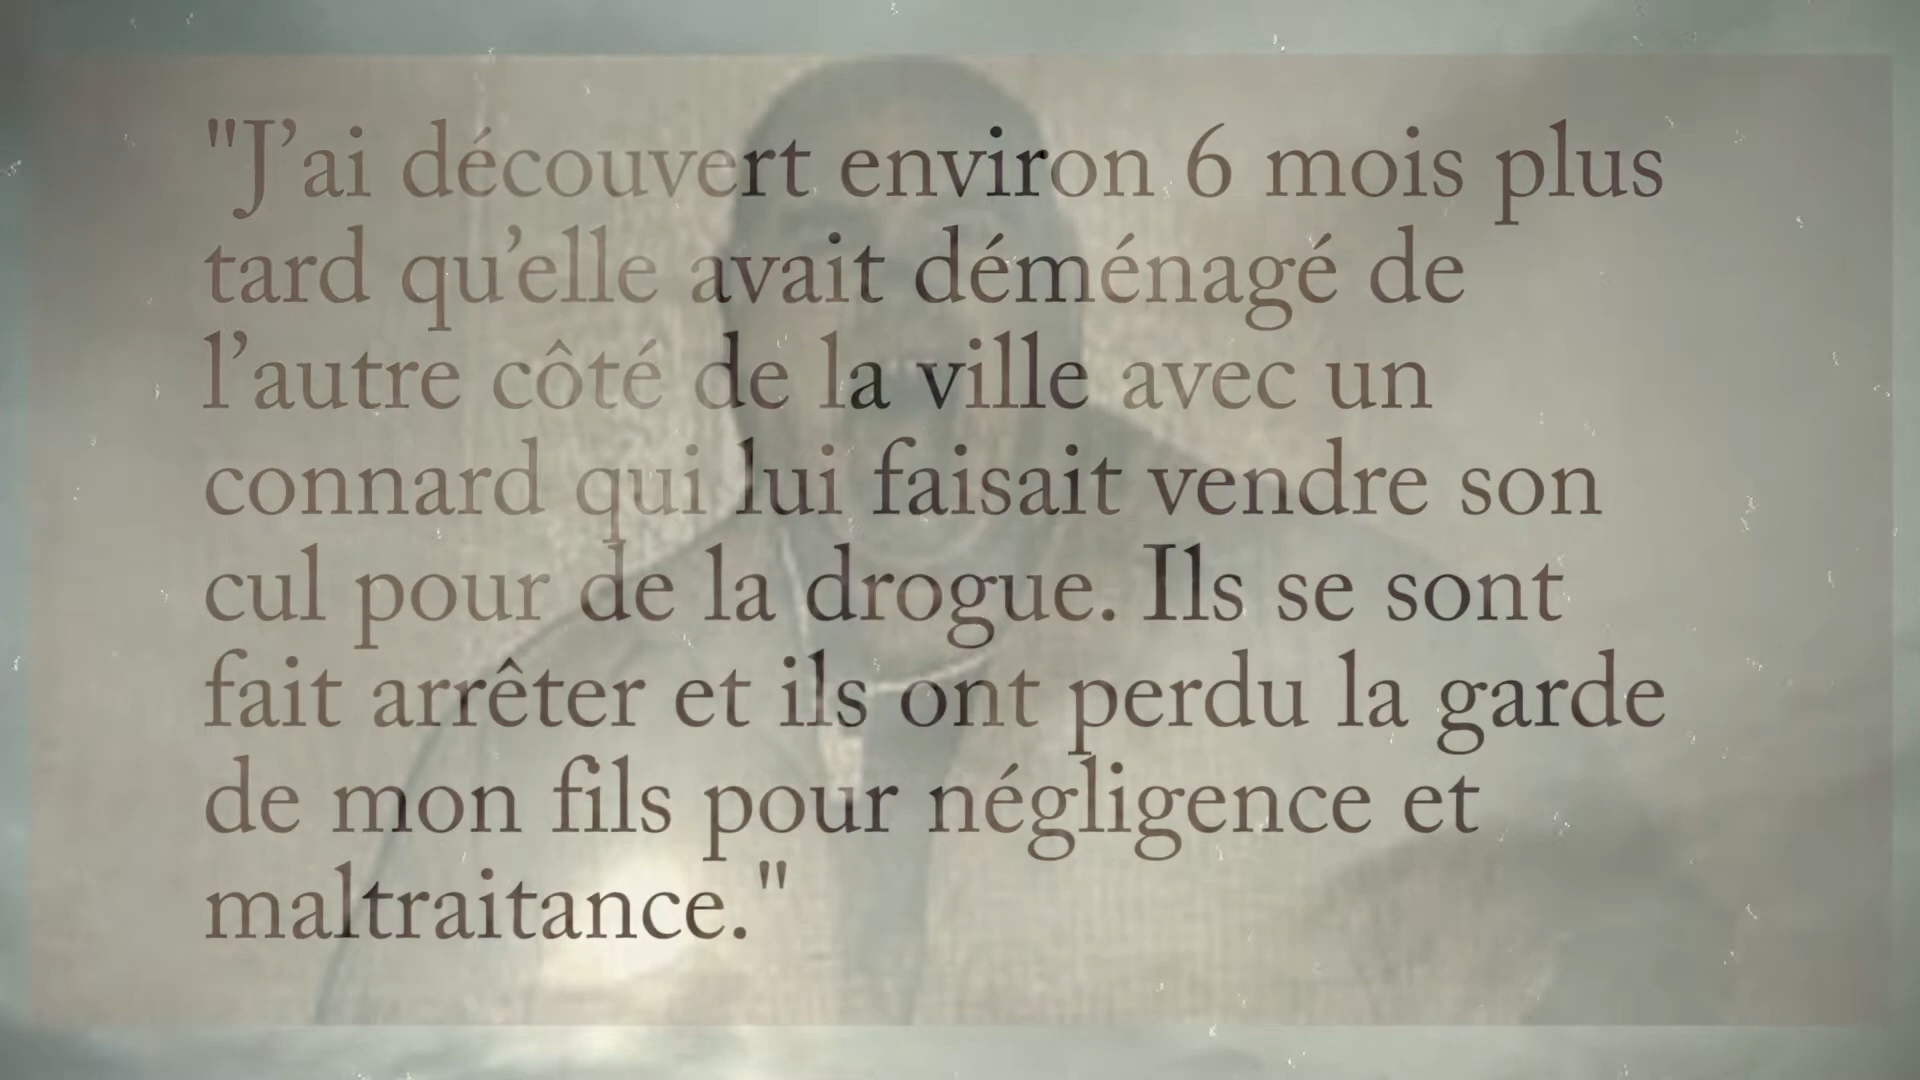 "J’ai découvert environ 6 mois plus
tard qu’elle avait déménagé de
l’autre côté de la ville avec un
connard qui lui faisait vendre son
cul pour de la drogue. Ils se sont
fait arrêter et ils ont perdu la garde
de mon fils pour négligence et
maltraitance."